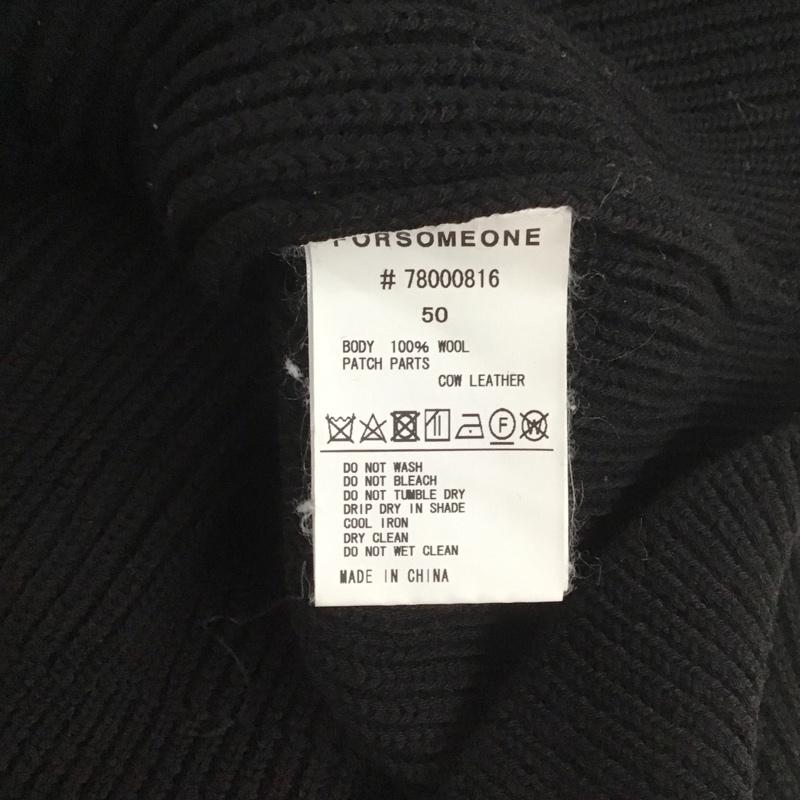 FORSOMEONE
# 78000816
50
BODY 100% WOOL
PATCH PARTS
COW LEATHER
F W
DO NOT WASH
DO NOT BLEACH
DO NOT TUMBLE DRY
DRIP DRY IN SHADE
COOL IRON
DRY CLEAN
DO NOT WET CLEAN
MADE IN CHINA